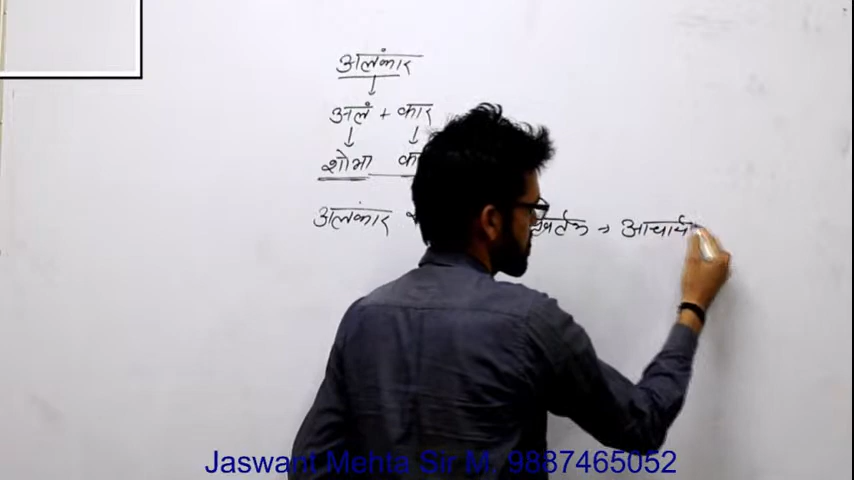 अलंकार
↓
अलं + कार
↓ ↓
शोभा
अलंकार → आचार्य
Jaswant Mehta Sir M. 9887465052